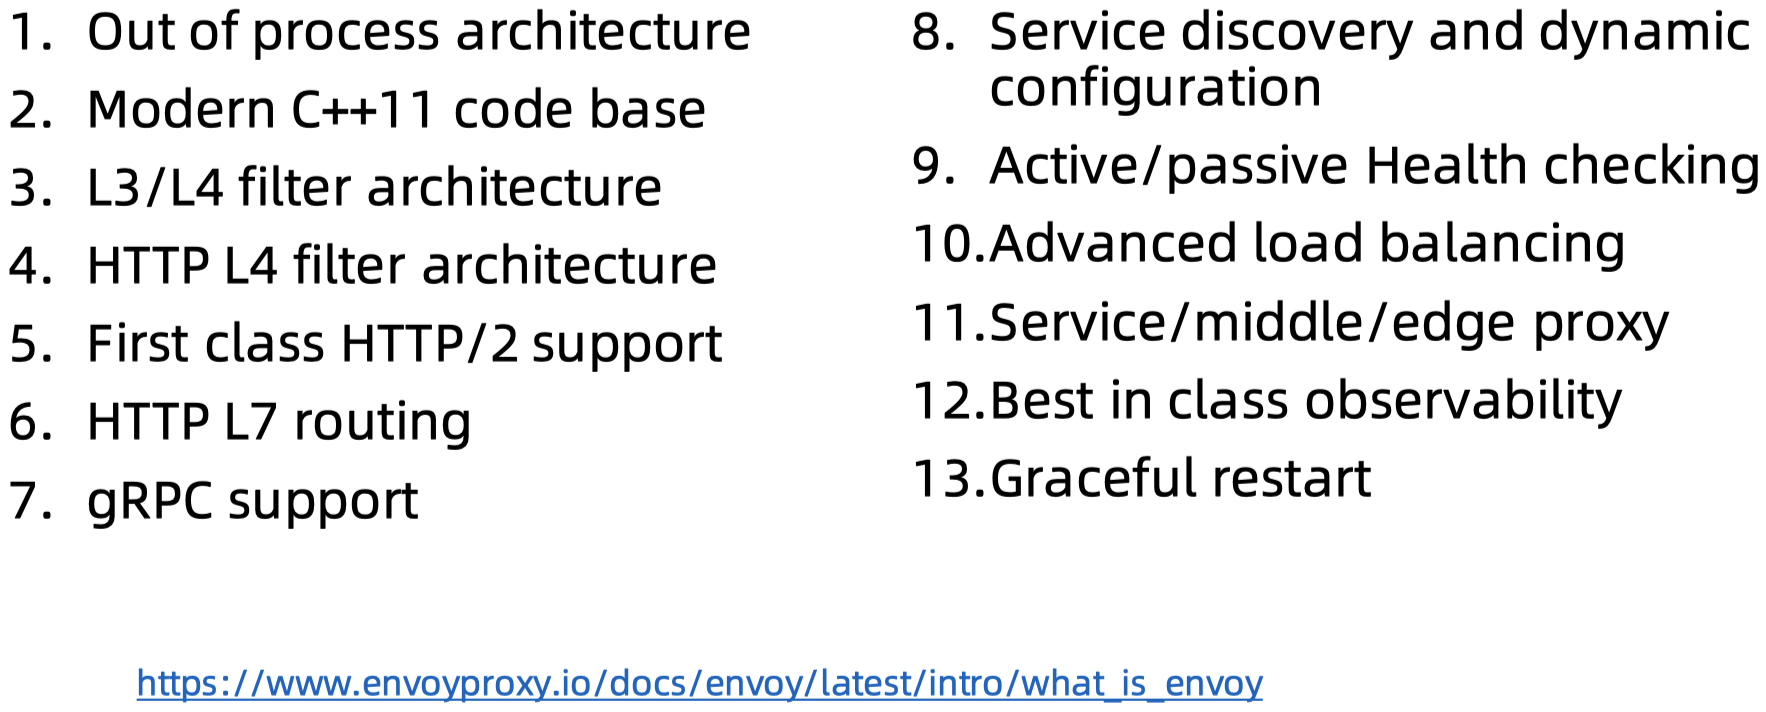 1. Out of process architecture
2. Modern C++11 code base
3. L3/L4 filter architecture
4. HTTP L4 filter architecture
5. First class HTTP/2 support
6. HTTP L7 routing
7. gRPC support
8. Service discovery and dynamic
configuration
9. Active/passive Health checking
10.Advanced load balancing
11.Service/middle/edge proxy
12.Best in class observability
13.Graceful restart
https://www.envoyproxy.io/docs/envoy/latest/intro/what_is_envoy